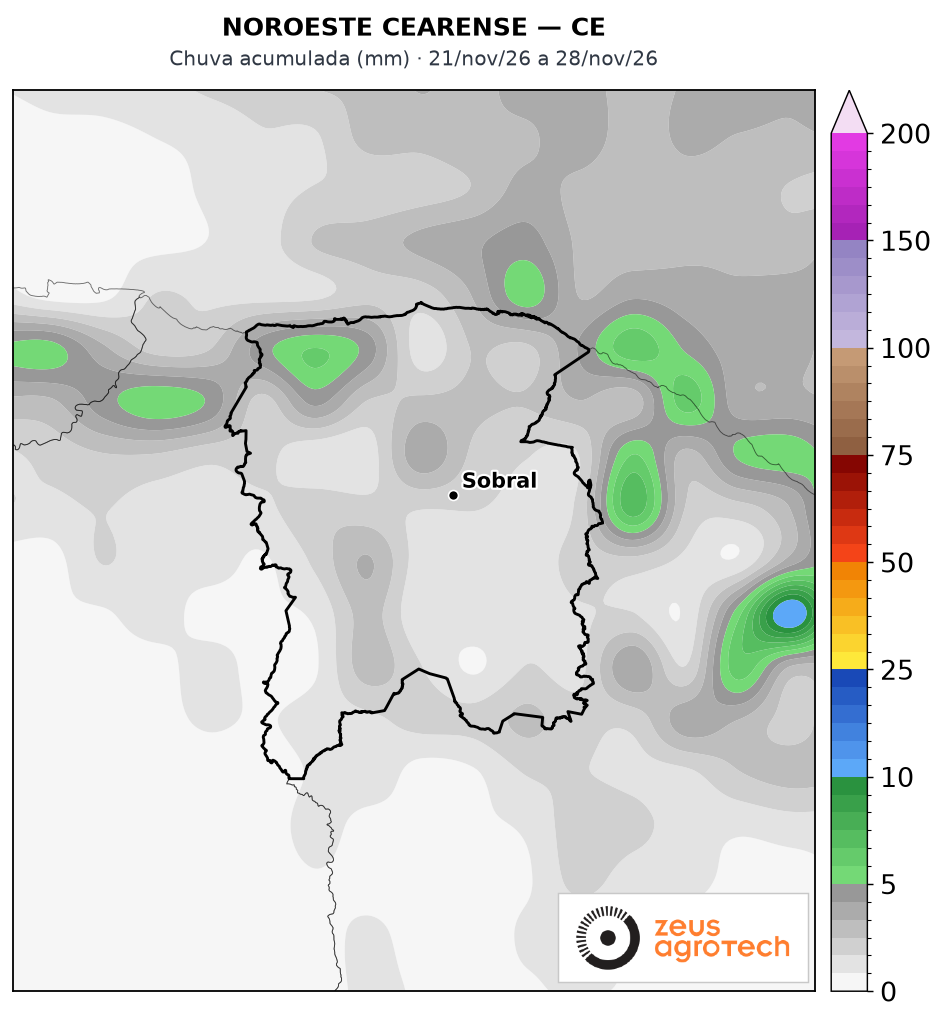 NOROESTE CEARENSE — CE
Chuva acumulada (mm) · 21/nov/26 a 28/nov/26
200
150
100
75
50
25
10
5
0
Sobral
zeus
agrotech